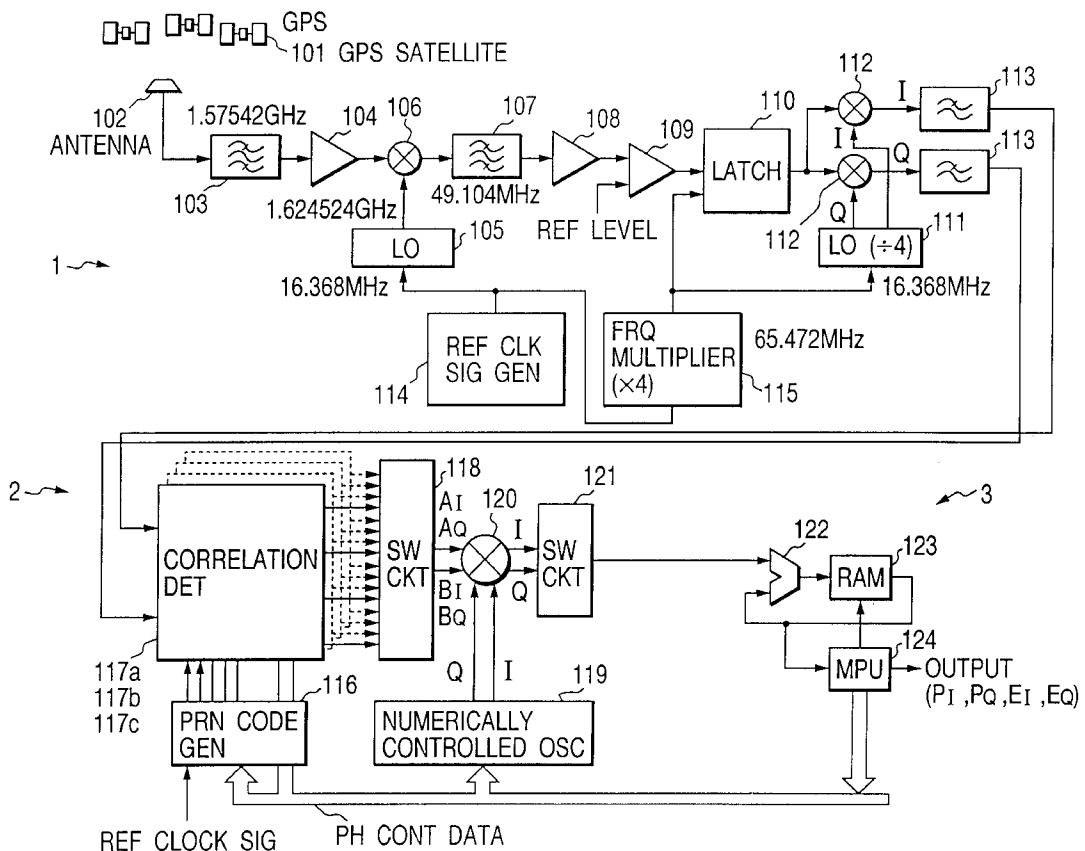 GPS
101 GPS SATELLITE
102
ANTENNA
1.57542GHz
103
104
106
107
108
109
110
112
113
I
LATCH
I
Q
113
49.104MHz
REF LEVEL
Q
112
1.624524GHz
LO
105
LO (÷4)
111
1
16.368MHz
16.368MHz
REF CLK
SIG GEN
114
FRQ
MULTIPLIER
(×4)
65.472MHz
115
2
3
CORRELATION
DET
118
SW
CKT
AI
AQ
BI
BQ
120
I
Q
121
SW
CKT
122
123
RAM
124
MPU
OUTPUT
(PI ,PQ ,EI ,EQ)
117a
117b
117c
116
PRN CODE
GEN
Q
I
119
NUMERICALLY
CONTROLLED OSC
REF CLOCK SIG
PH CONT DATA